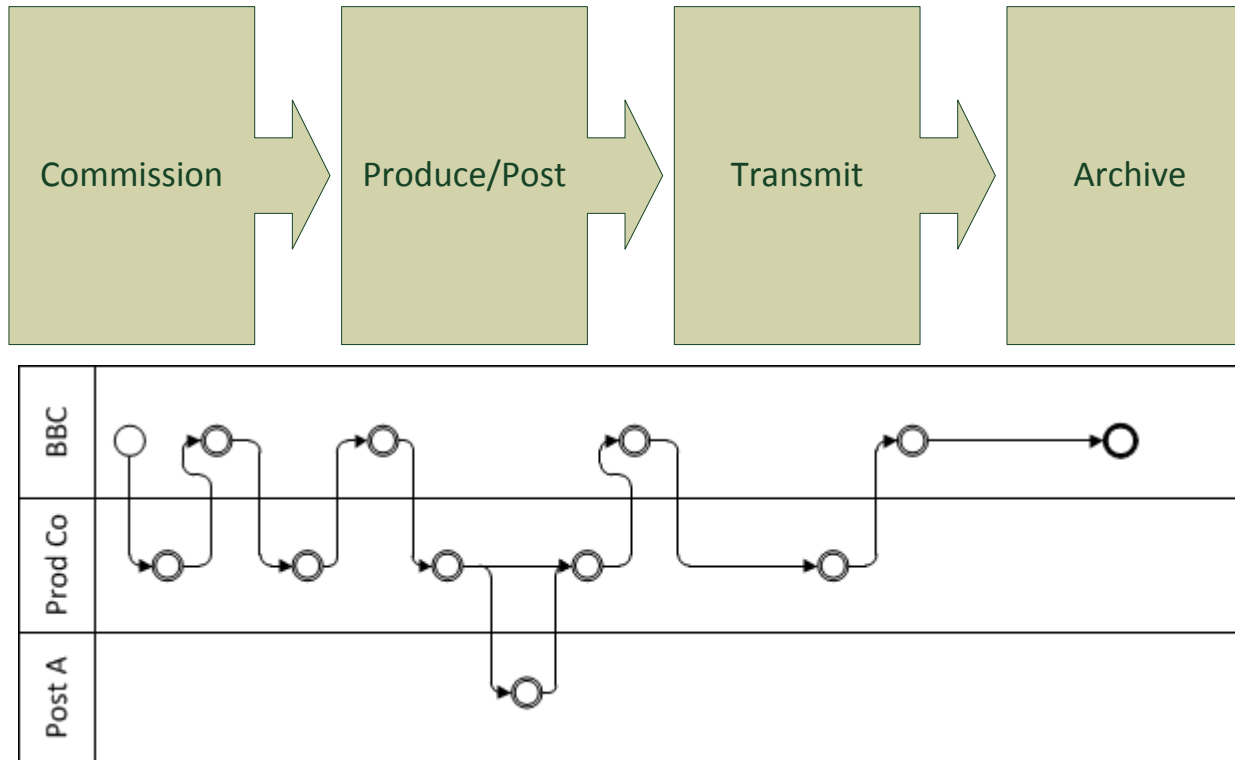 Commission
Produce/Post
Transmit
Archive
BBC
Prod Co
Post A